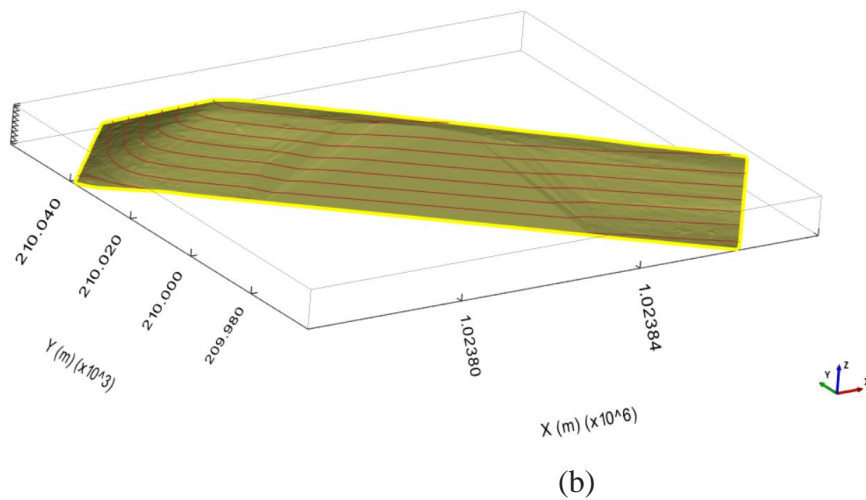 210.040
210.020
210.000
209.980
Y (m) (x10^3)
1.02380
1.02384
X (m) (x10^6)
Z
Y
X
(b)